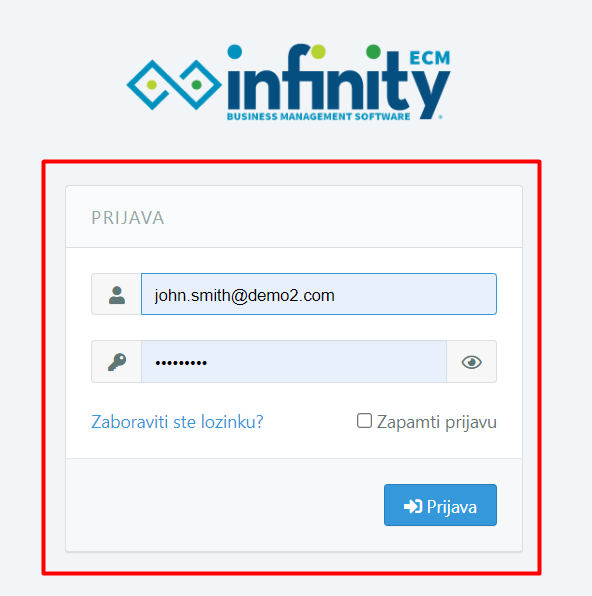 infinity ECM
BUSINESS MANAGEMENT SOFTWARE
PRIJAVA
john.smith@demo2.com
•••••••••
Zaboraviti ste lozinku? Zapamti prijavu
Prijava